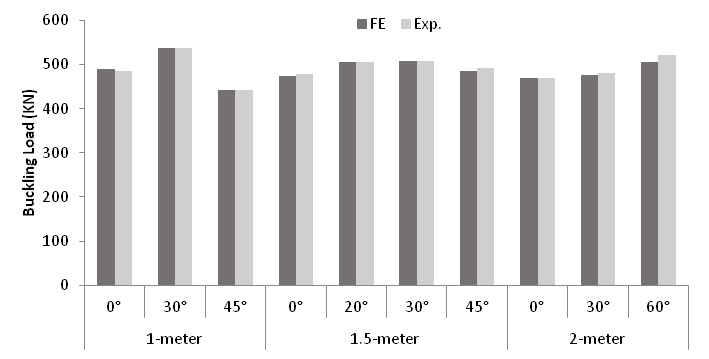 FE Exp.
600
500
400
300
200
100
0
Buckling Load (KN)
0° 30° 45° 0° 20° 30° 45° 0° 30° 60°
1-meter 1.5-meter 2-meter